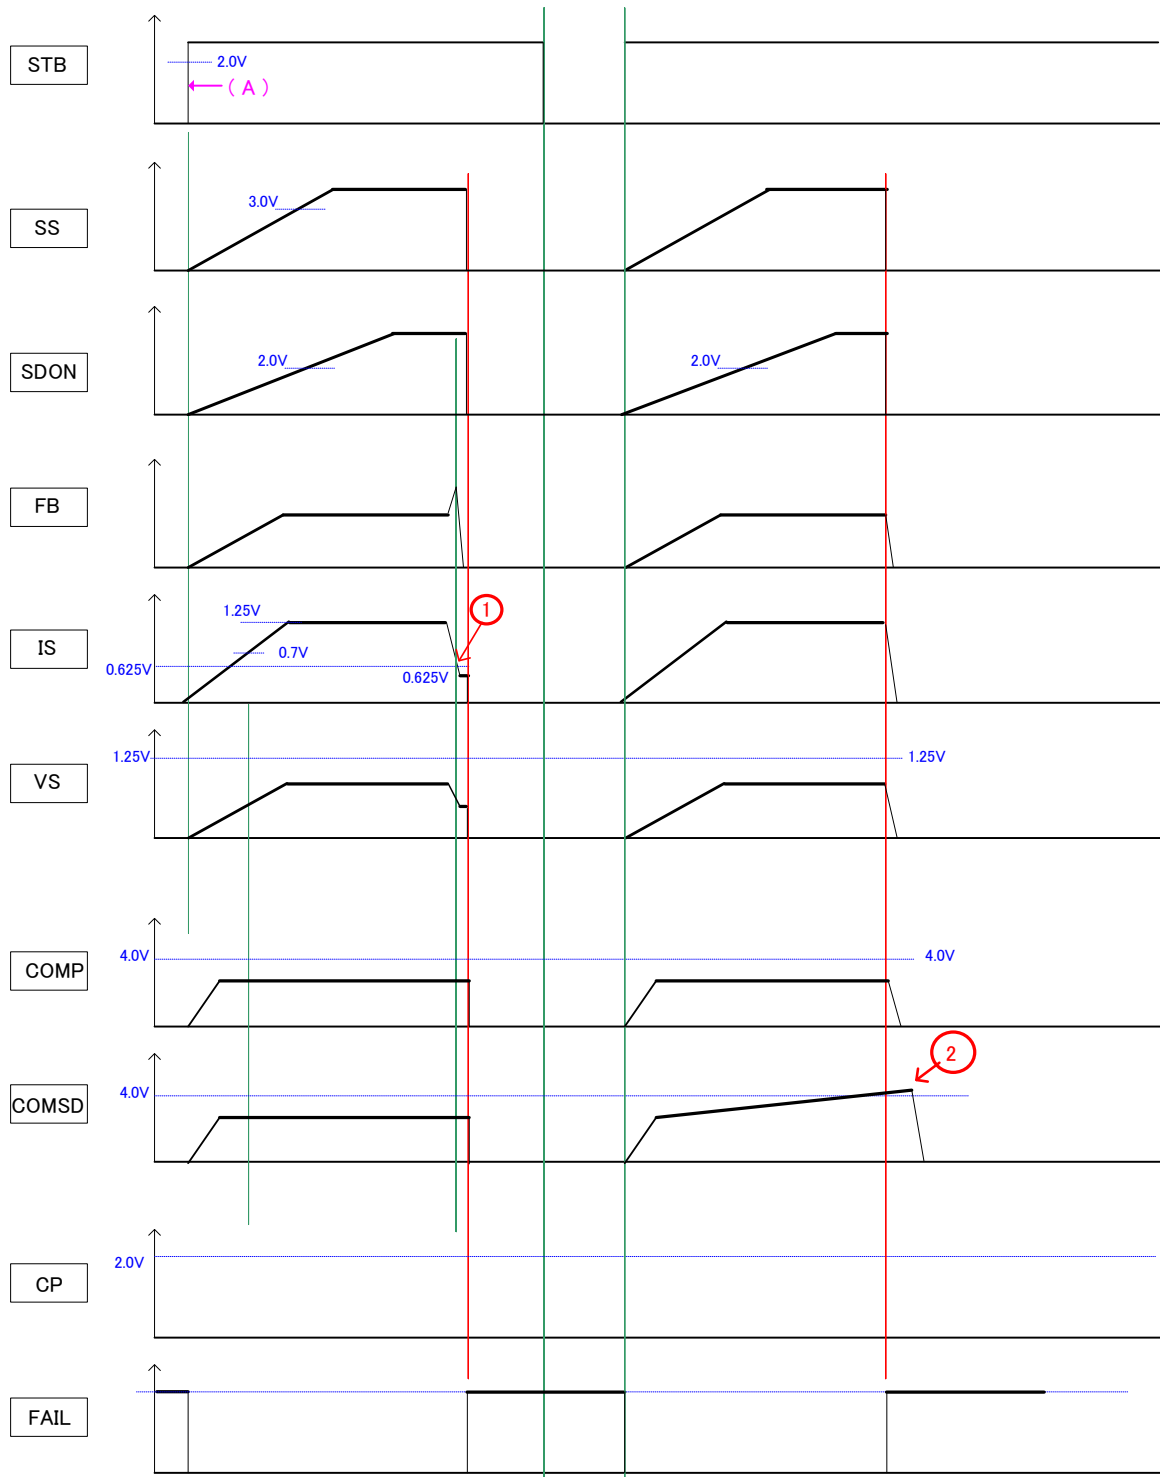 STB
2.0V
(A)
SS
3.0V
SDON
2.0V
2.0V
FB
IS
1.25V
0.7V
0.625V
0.625V
1
VS
1.25V
1.25V
COMP
4.0V
4.0V
COMSD
4.0V
2
CP
2.0V
FAIL